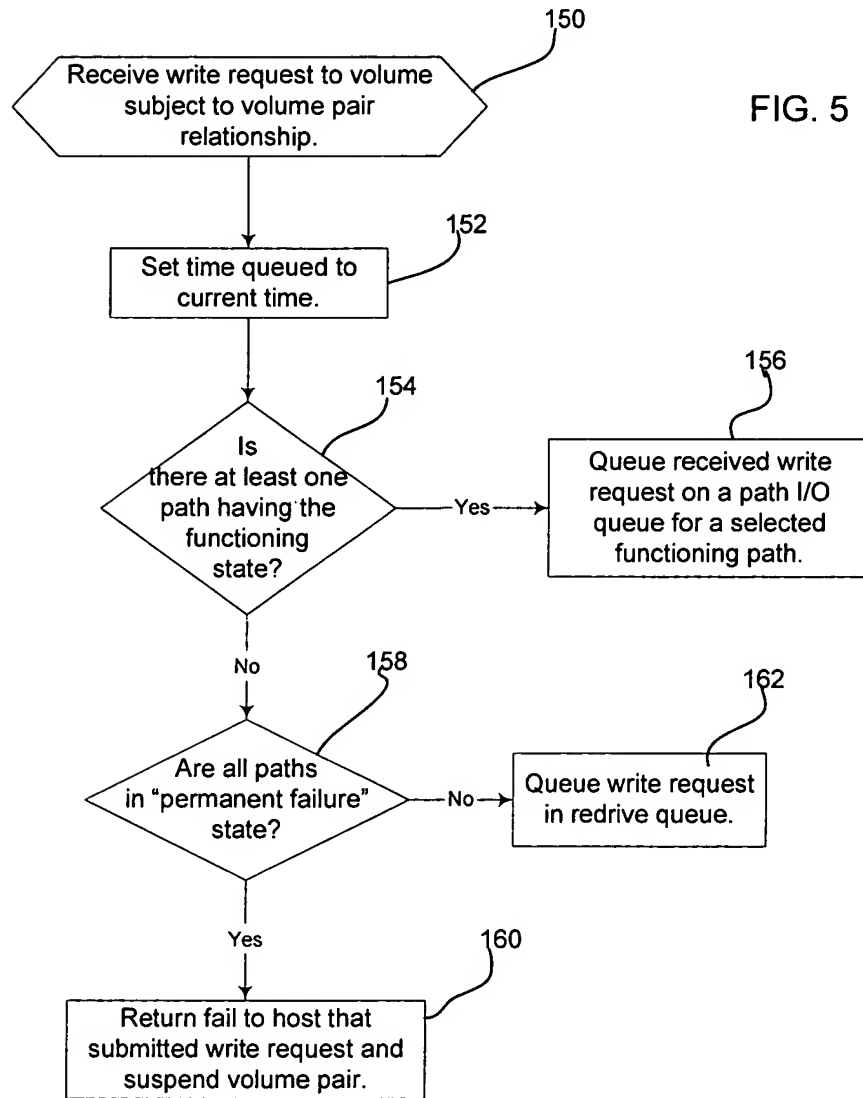 150
Receive write request to volume
subject to volume pair
relationship.
FIG. 5
152
Set time queued to
current time.
154
156
Is
there at least one
path having the
functioning
state?
Yes
Queue received write
request on a path I/O
queue for a selected
functioning path.
No
158
162
Are all paths
in "permanent failure"
state?
No
Queue write request
in redrive queue.
Yes
160
Return fail to host that
submitted write request and
suspend volume pair.